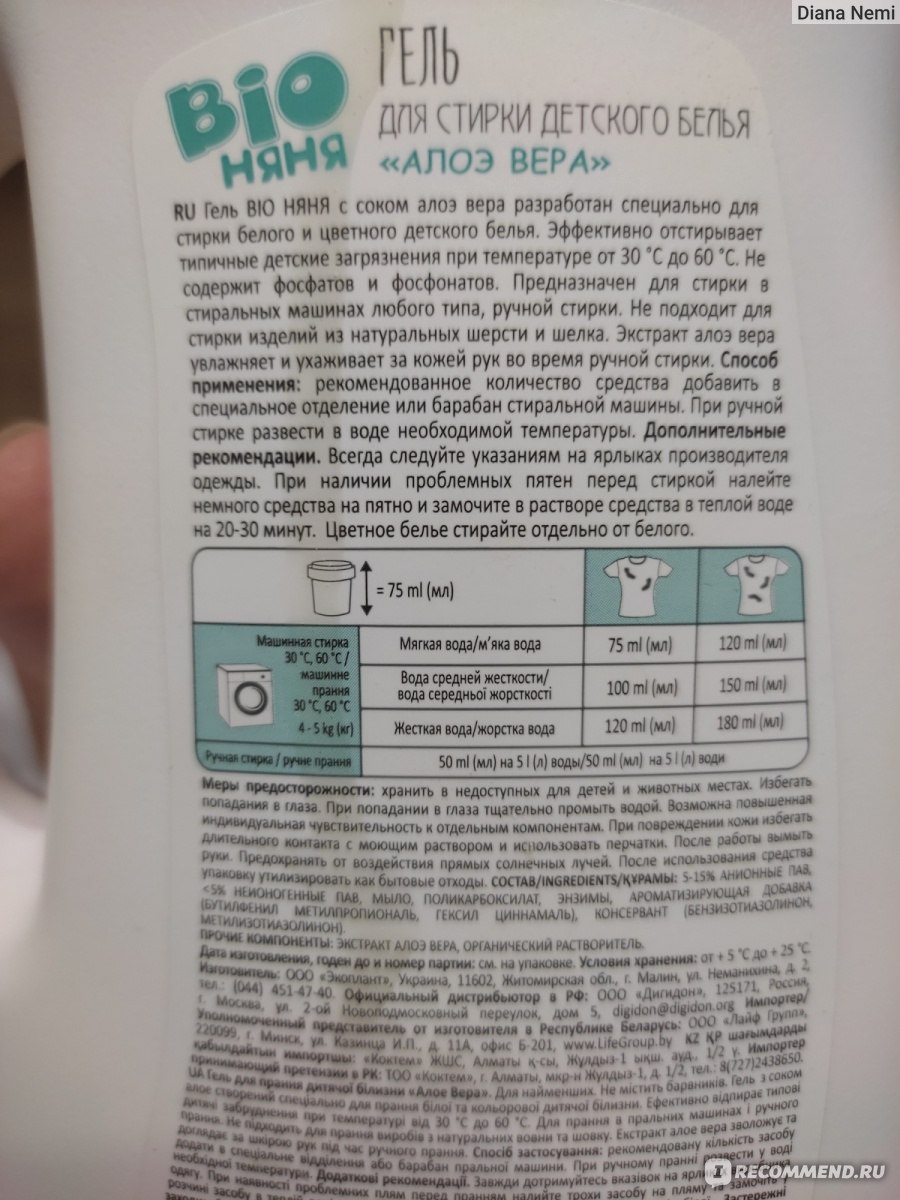 Diana Nemi
Bio
няня
ГЕЛЬ
ДЛЯ СТИРКИ ДЕТСКОГО БЕЛЬЯ
«АЛОЭ ВЕРА»
RU Гель BIO НЯНЯ с соком алоэ вера разработан специально для
стирки белого и цветного детского белья. Эффективно отстирывает
типичные детские загрязнения при температуре от 30 °C до 60 °C. Не
содержит фосфатов и фосфонатов. Предназначен для стирки в
стиральных машинах любого типа, ручной стирки. Не подходит для
стирки изделий из натуральных шерсти и шелка. Экстракт алоэ вера
увлажняет и ухаживает за кожей рук во время ручной стирки. Способ
применения: рекомендованное количество средства добавить в
специальное отделение или барабан стиральной машины. При ручной
стирке развести в воде необходимой температуры. Дополнительные
рекомендации. Всегда следуйте указаниям на ярлыках производителя
одежды. При наличии проблемных пятен перед стиркой налейте
немного средства на пятно и замочите в растворе средства в теплой воде
на 20-30 минут. Цветное белье стирайте отдельно от белого.
= 75 ml (мл)
Машинная стирка
30 °C, 60 °C /
машинне
прання
30 °C, 60 °C
4 - 5 kg (кг)
Мягкая вода/м'яка вода 75 ml (мл) 120 ml (мл)
Вода средней жесткости/
вода середньої жорсткості 100 ml (мл) 150 ml (мл)
Жесткая вода/жорстка вода 120 ml (мл) 180 ml (мл)
Ручная стирка / ручне прання 50 ml (мл) на 5 l (л) воды/50 ml (мл) на 5 l (л) води
Меры предосторожности: хранить в недоступных для детей и животных местах. Избегать
попадания в глаза. При попадании в глаза тщательно промыть водой. Возможна повышенная
индивидуальная чувствительность к отдельным компонентам. При повреждении кожи избегать
длительного контакта с моющим раствором и использовать перчатки. После работы вымыть
руки. Предохранять от воздействия прямых солнечных лучей. После использования средства
упаковку утилизировать как бытовые отходы. СОСТАВ/INGREDIENTS/ҚҰРАМЫ: 5-15% АНИОННЫЕ ПАВ,
<5% НЕИОНОГЕННЫЕ ПАВ, МЫЛО, ПОЛИКАРБОКСИЛАТ, ЭНЗИМЫ, АРОМАТИЗИРУЮЩАЯ ДОБАВКА
(БУТИЛФЕНИЛ МЕТИЛПРОПИОНАЛЬ, ГЕКСИЛ ЦИННАМАЛЬ), КОНСЕРВАНТ (БЕНЗИЗОТИАЗОЛИНОН,
МЕТИЛИЗОТИАЗОЛИНОН).
ПРОЧИЕ КОМПОНЕНТЫ: ЭКСТРАКТ АЛОЭ ВЕРА, ОРГАНИЧЕСКИЙ РАСТВОРИТЕЛЬ.
Дата изготовления, годен до и номер партии: см. на упаковке. Условия хранения: от + 5 °C до + 25 °C.
Изготовитель: ООО «Экоплант», Украина, 11602, Житомирская обл., г. Малин, ул. Неманихина, д. 2,
тел.: (044) 451-47-40. Официальный дистрибьютор в РФ: ООО «Дигидон», 125171, Россия,
г. Москва, ул. 2-ой Новоподмосковный переулок, дом 5, digidon@digidon.org Импортер/
Уполномоченный представитель от изготовителя в Республике Беларусь: ООО «Лайф Групп»,
220099, г. Минск, ул. Казинца И.П., д. 11А, офис Б-201, www.LifeGroup.by KZ ҚР шағымдарды
қабылдайтын импортшы: «Коктем» ЖШС, Алматы қ-сы, Жулдыз-1 ықш. ауд., 1/2 ү. Импортер
принимающий претензии в РК: ТОО «Коктем», г. Алматы, мкр-н Жулдыз-1, д. 1/2, тел.: 8(727)2438650.
UA Гель для прання дитячої білизни «Алое Вера». Для найменших. Не містить барвників. Гель з соком
алое створений спеціально для прання білої та кольорової дитячої білизни. Ефективно відпирає типові
дитячі забруднення при температурі від 30 °C до 60 °C. Для прання в пральних машинах і ручного
прання. Не підходить для прання виробів з натуральних вовни та шовку. Екстракт алое вера зволожує та
доглядає за шкірою рук під час ручного прання. Спосіб застосування: рекомендовану кількість засобу
додати в спеціальне відділення або барабан пральної машини. При ручному пранні розвести у воді
необхідної температури. Додаткові рекомендації. Завжди дотримуйтесь вказівок на ярликах
одягу. При наявності проблемних плям перед пранням налийте трохи засобу на пляму та замочіть у
розчині засобу в теплій
IRECOMMEND.RU